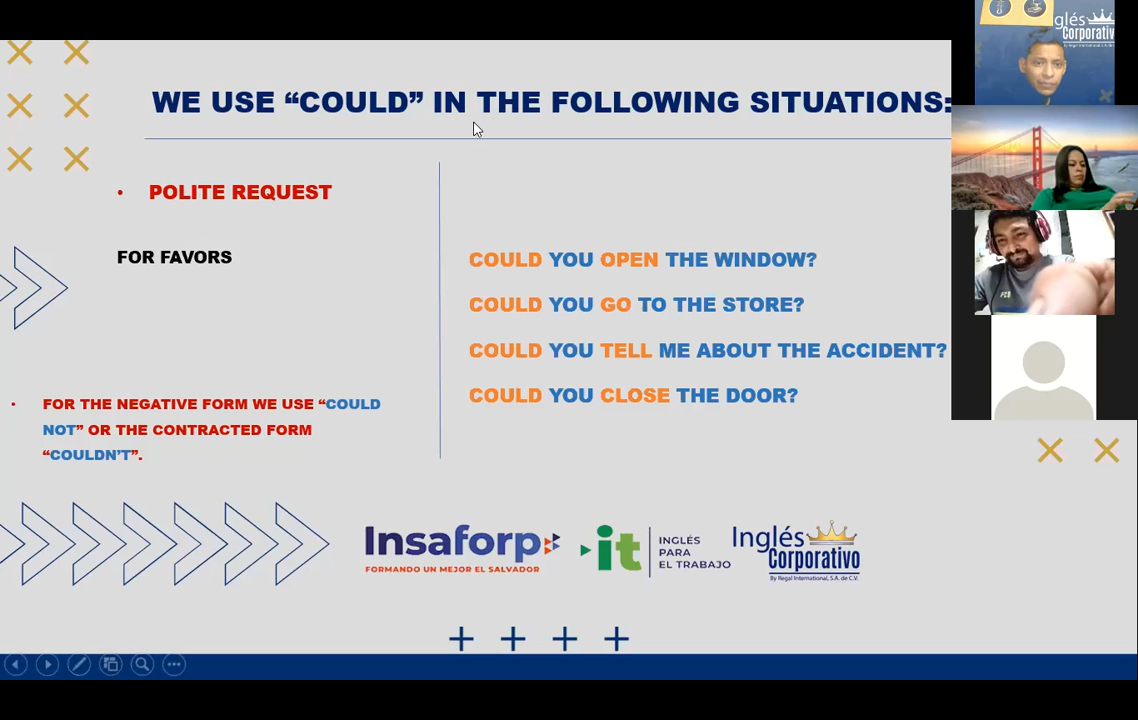 WE USE “COULD” IN THE FOLLOWING SITUATIONS:
• POLITE REQUEST
FOR FAVORS
• FOR THE NEGATIVE FORM WE USE “COULD
NOT” OR THE CONTRACTED FORM
“COULDN’T”.
COULD YOU OPEN THE WINDOW?
COULD YOU GO TO THE STORE?
COULD YOU TELL ME ABOUT THE ACCIDENT?
COULD YOU CLOSE THE DOOR?
Insaforp
FORMANDO UN MEJOR EL SALVADOR
it
INGLÉS
PARA
EL TRABAJO
Inglés
Corporativo
By Regal International, S.A. de C.V.
glés
Corporativo